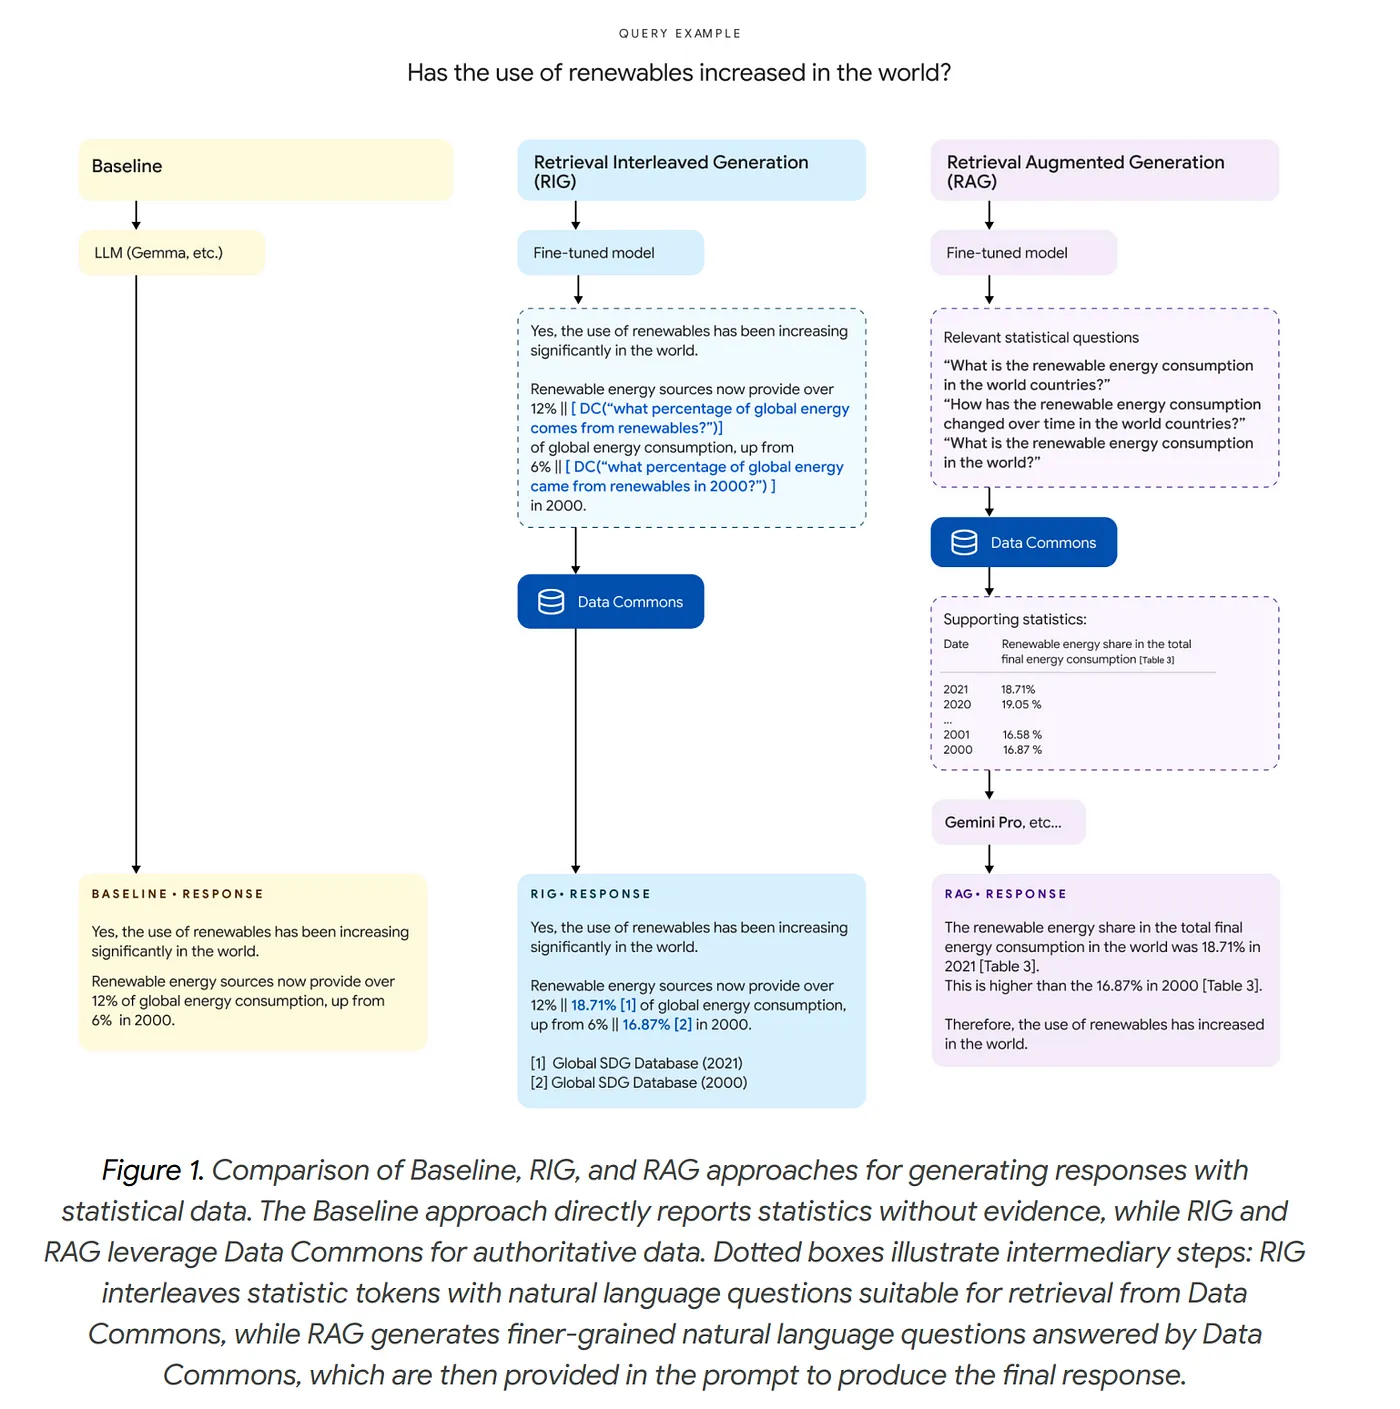 QUERY EXAMPLE
Has the use of renewables increased in the world?
Baseline
LLM (Gemma, etc.)
BASELINE • RESPONSE
Yes, the use of renewables has been increasing
significantly in the world.
Renewable energy sources now provide over
12% of global energy consumption, up from
6% in 2000.
Retrieval Interleaved Generation
(RIG)
Fine-tuned model
Yes, the use of renewables has been increasing
significantly in the world.
Renewable energy sources now provide over
12% || [ DC(“what percentage of global energy
comes from renewables?”)]
of global energy consumption, up from
6% || [ DC(“what percentage of global energy
came from renewables in 2000?”) ]
in 2000.
Data Commons
RIG• RESPONSE
Yes, the use of renewables has been increasing
significantly in the world.
Renewable energy sources now provide over
12% || 18.71% [1] of global energy consumption,
up from 6% || 16.87% [2] in 2000.
[1] Global SDG Database (2021)
[2] Global SDG Database (2000)
Retrieval Augmented Generation
(RAG)
Fine-tuned model
Relevant statistical questions
“What is the renewable energy consumption
in the world countries?”
“How has the renewable energy consumption
changed over time in the world countries?”
“What is the renewable energy consumption
in the world?”
Data Commons
Supporting statistics:
Date Renewable energy share in the total
final energy consumption [Table 3]
2021 18.71%
2020 19.05 %
...
2001 16.58 %
2000 16.87 %
Gemini Pro, etc...
RAG• RESPONSE
The renewable energy share in the total final
energy consumption in the world was 18.71% in
2021 [Table 3].
This is higher than the 16.87% in 2000 [Table 3].
Therefore, the use of renewables has increased
in the world.
Figure 1. Comparison of Baseline, RIG, and RAG approaches for generating responses with
statistical data. The Baseline approach directly reports statistics without evidence, while RIG and
RAG leverage Data Commons for authoritative data. Dotted boxes illustrate intermediary steps: RIG
interleaves statistic tokens with natural language questions suitable for retrieval from Data
Commons, while RAG generates finer-grained natural language questions answered by Data
Commons, which are then provided in the prompt to produce the final response.